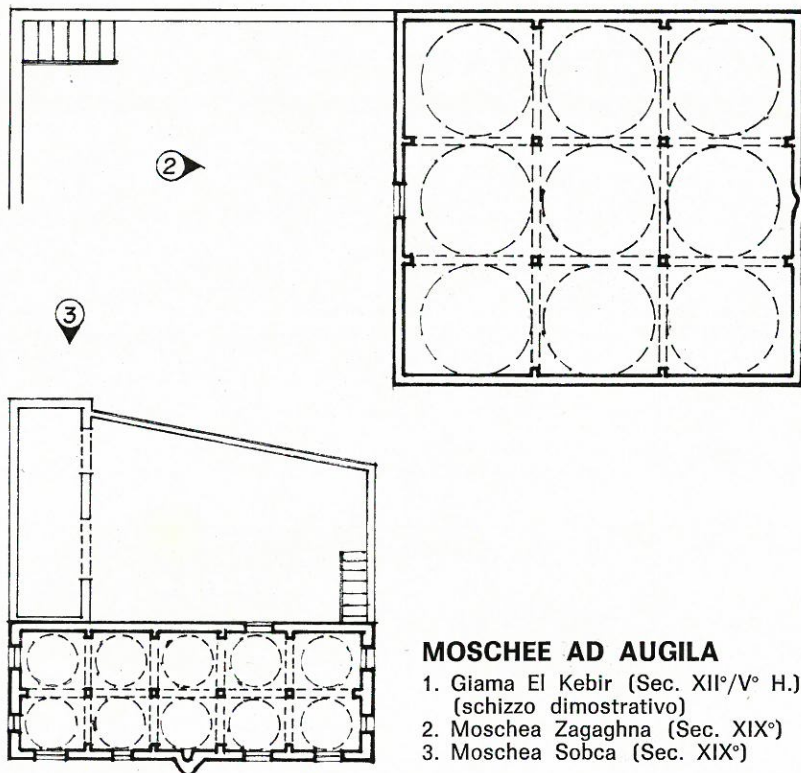 2
3
MOSCHEE AD AUGILA
1. Giama El Kebir (Sec. XII°/V° H.)
(schizzo dimostrativo)
2. Moschea Zagaghna (Sec. XIX°)
3. Moschea Sobca (Sec. XIX°)